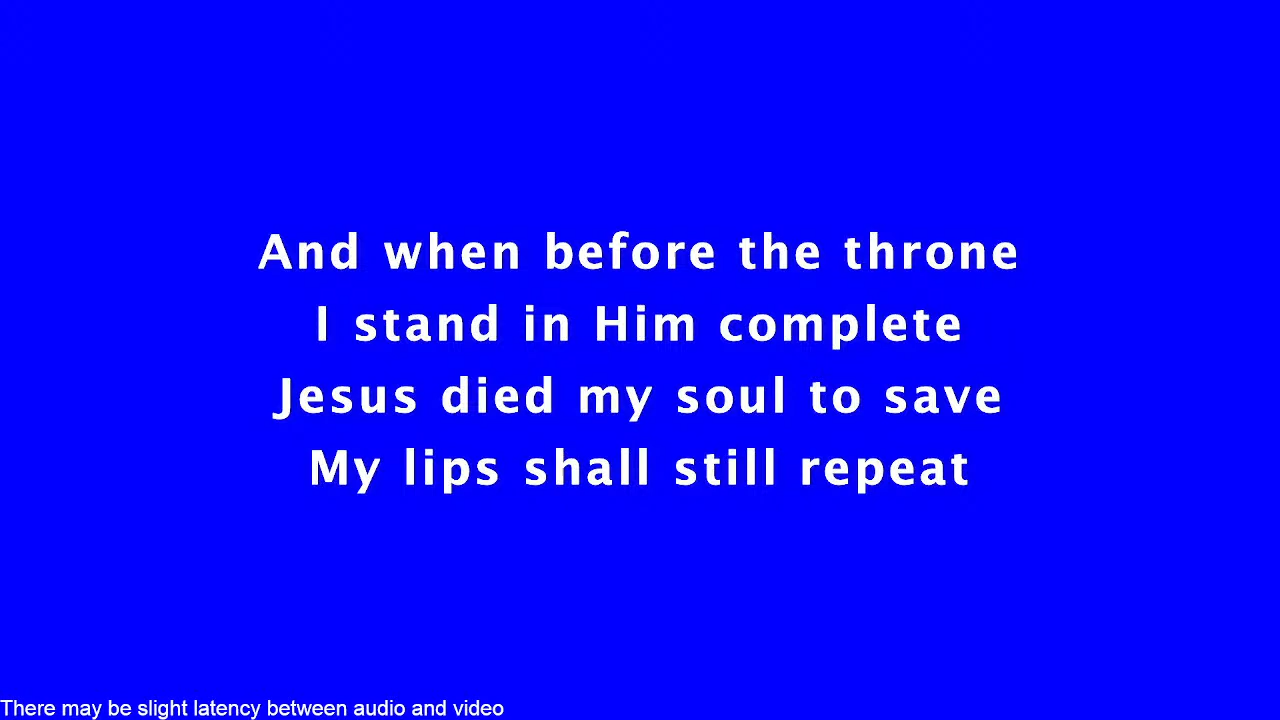 And when before the throne
I stand in Him complete
Jesus died my soul to save
My lips shall still repeat
There may be slight latency between audio and video